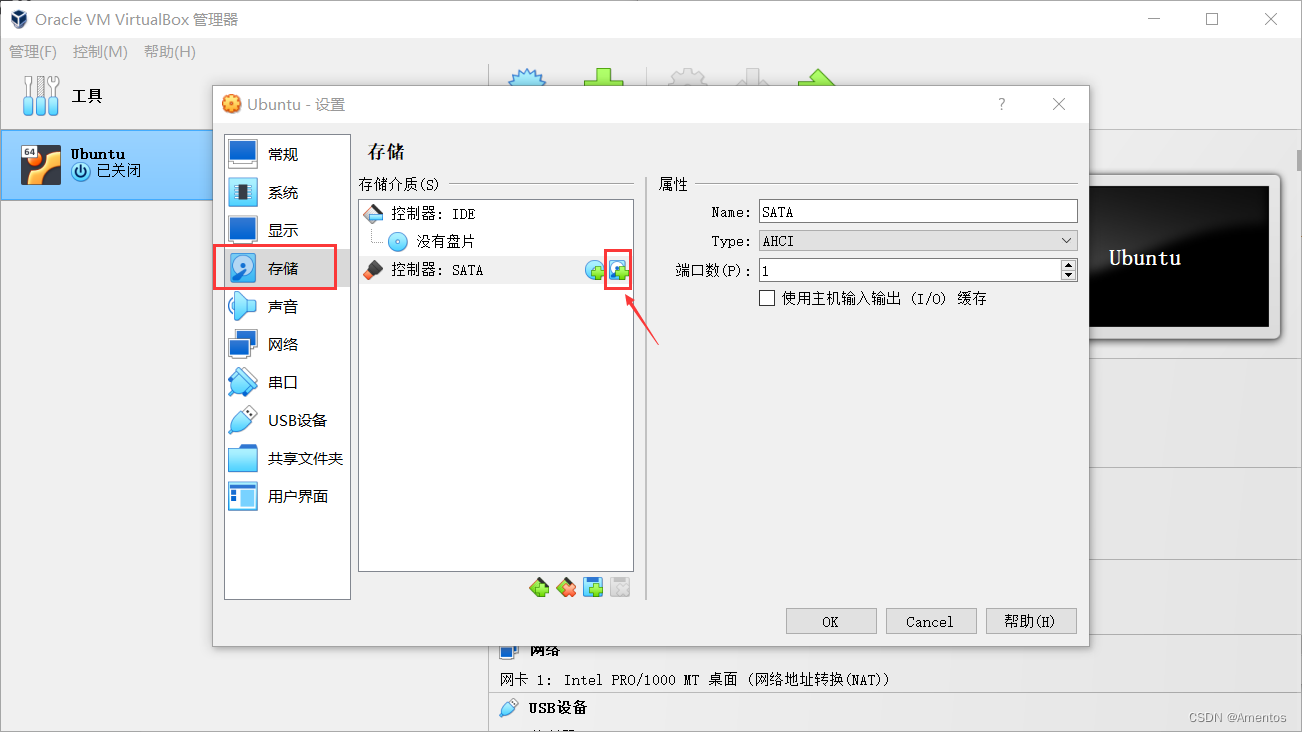 Oracle VM VirtualBox 管理器
管理(F) 控制(M) 帮助(H)
工具
64
Ubuntu
已关闭
Ubuntu - 设置
?
常规
系统
显示
存储
声音
网络
串口
USB设备
共享文件夹
用户界面
存储
存储介质(S)
控制器: IDE
没有盘片
控制器: SATA
属性
Name: SATA
Type: AHCI
端口数(P): 1
使用主机输入输出 (I/O) 缓存
OK Cancel 帮助(H)
Ubuntu
网络
网卡 1: Intel PRO/1000 MT 桌面 (网络地址转换(NAT))
USB设备
CSDN @Amentos